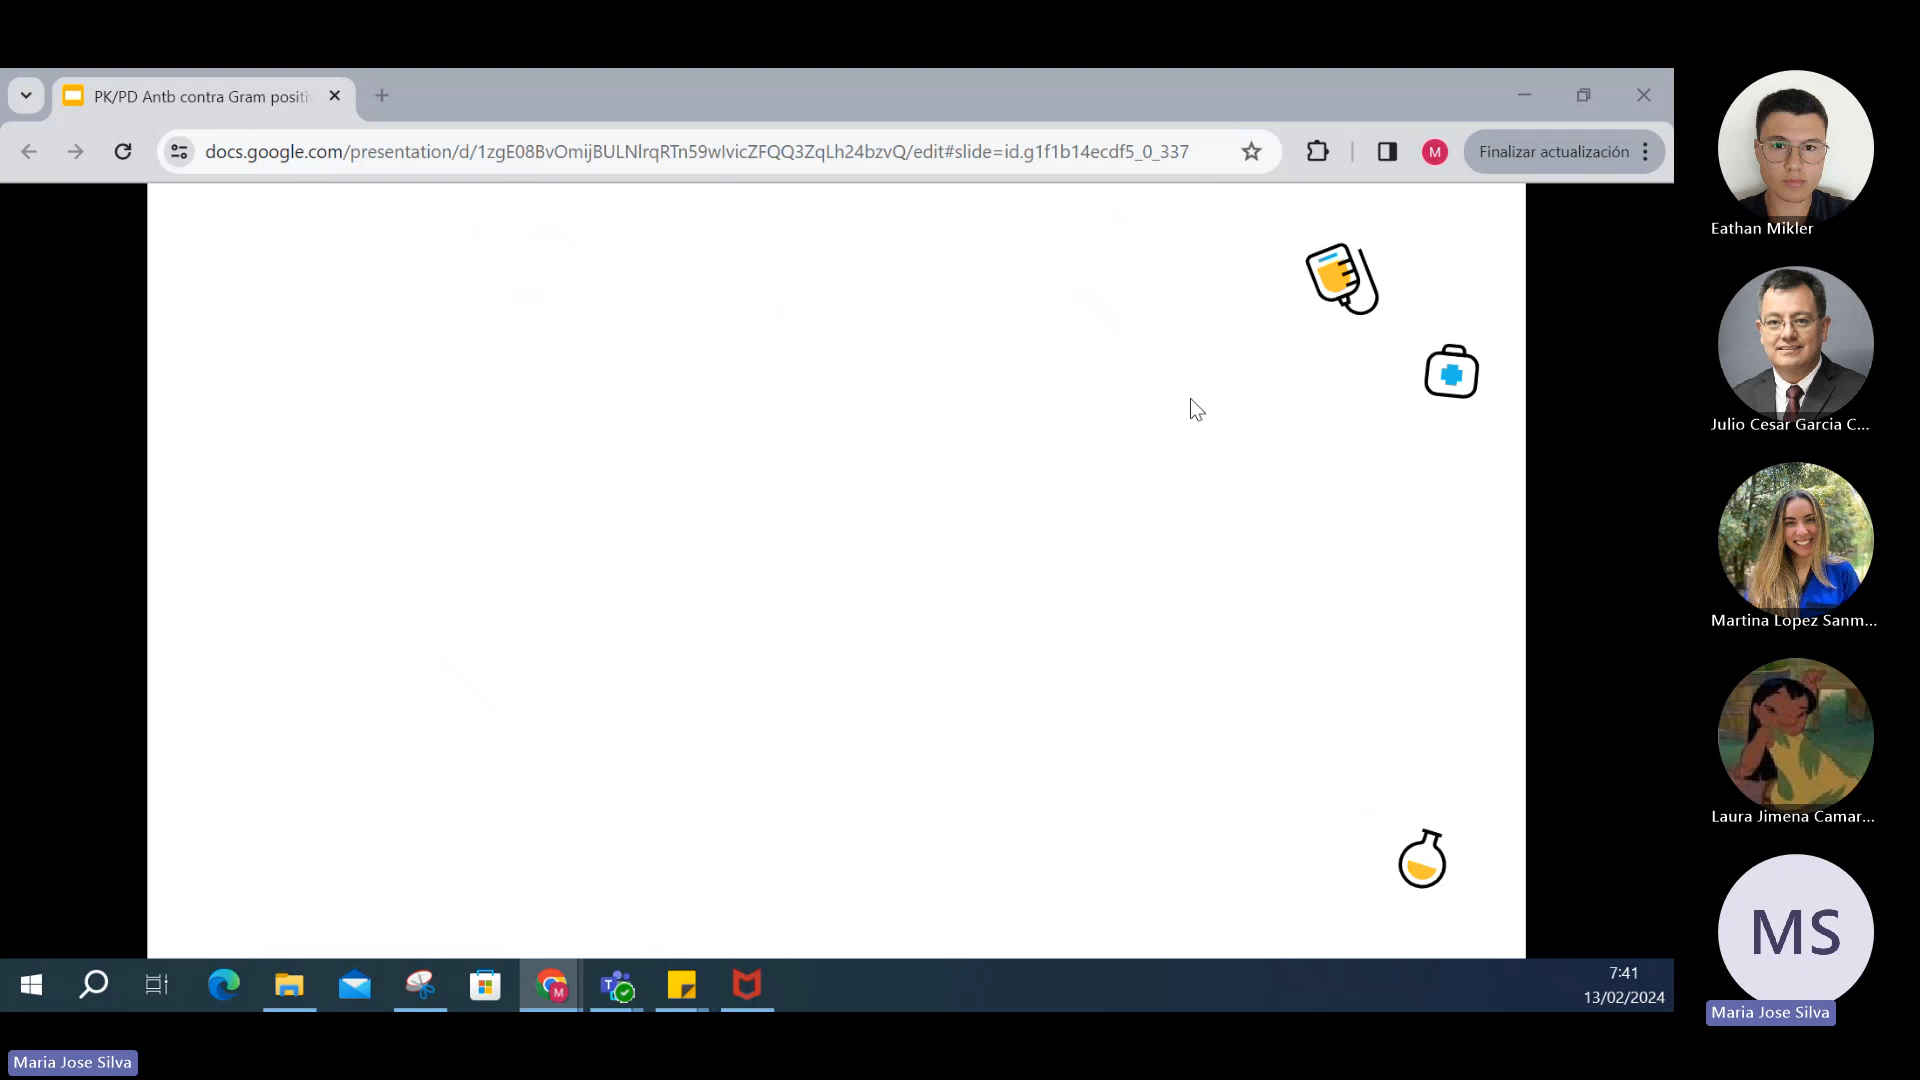 PK/PD Antb contra Gram positi
docs.google.com/presentation/d/1zgE08BvOmijBULNlrqRTn59wIvicZFQQ3ZqLh24bzvQ/edit#slide=id.g1f1b14ecdf5_0_337
M
Finalizar actualización
Eathan Mikler
Julio Cesar Garcia C...
Martina Lopez Sanm...
Laura Jimena Camar...
MS
Maria Jose Silva
M
T
7:41
13/02/2024
Maria Jose Silva